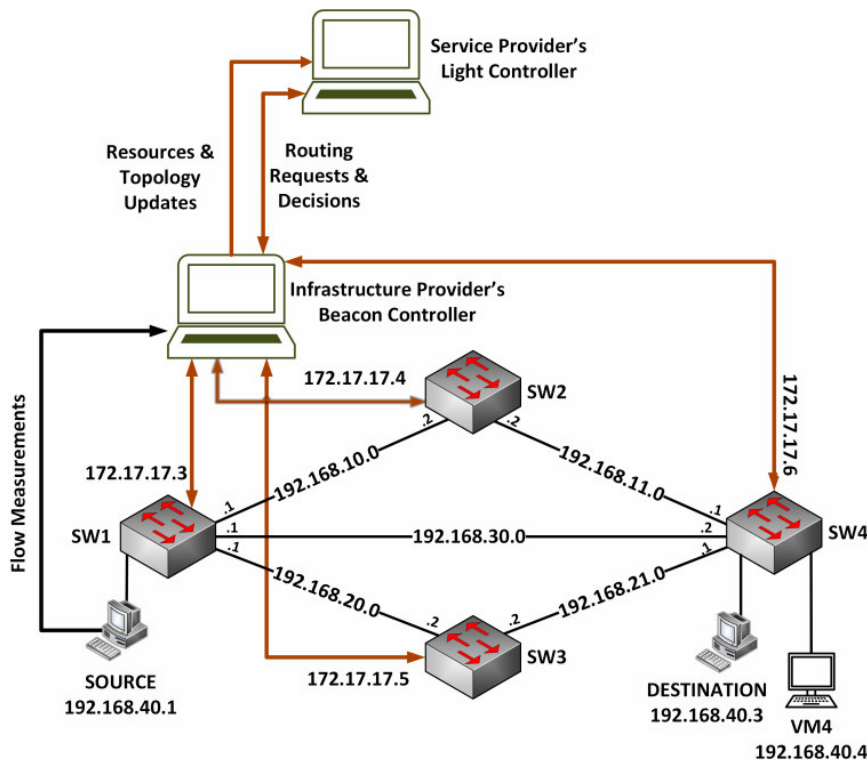 Service Provider's
Light Controller
Resources &
Topology
Updates
Routing
Requests &
Decisions
Infrastructure Provider's
Beacon Controller
172.17.17.4
SW2
172.17.17.6
172.17.17.3
.2
.2
192.168.10.0
192.168.11.0
Flow Measurements
SW1
.1
.1
.1
192.168.30.0
.1
.2
.1
SW4
192.168.20.0
192.168.21.0
.2
.2
SW3
172.17.17.5
SOURCE
192.168.40.1
DESTINATION
192.168.40.3
VM4
192.168.40.4